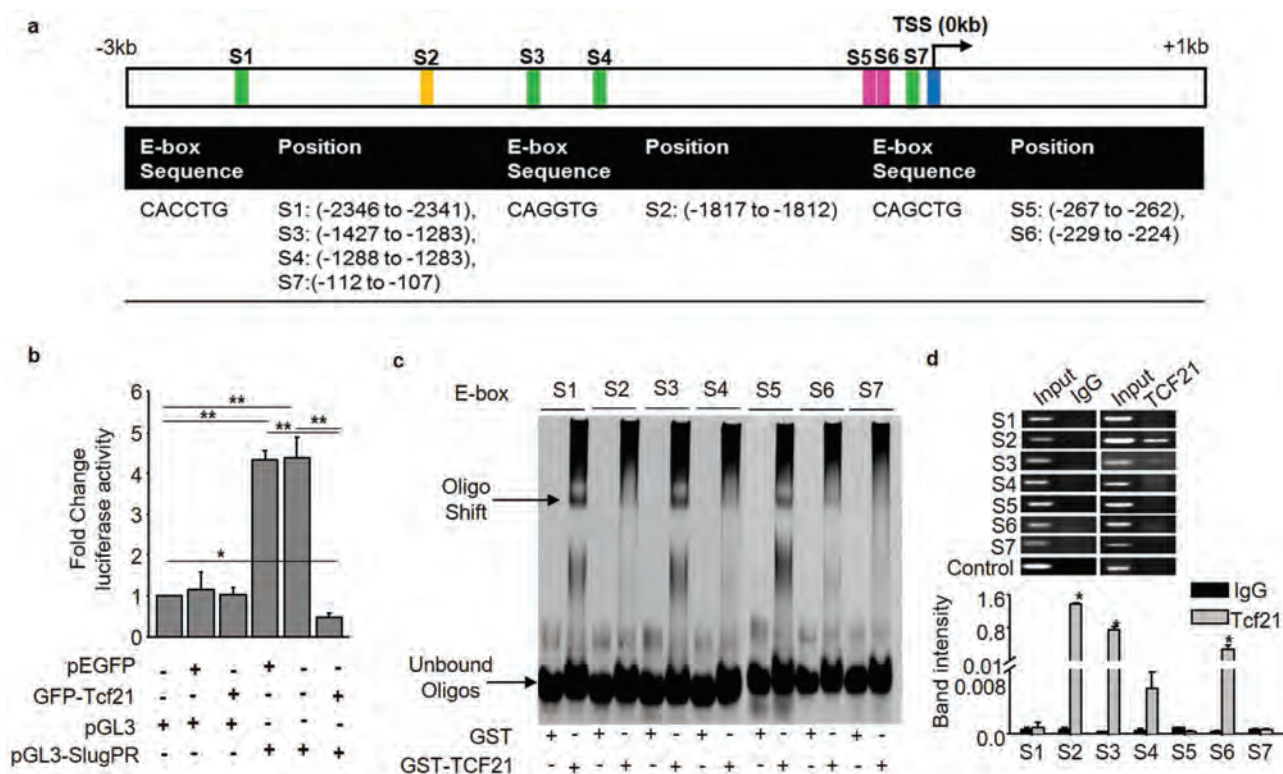 a
-3kb
TSS (0kb)
+1kb
S1
S2
S3
S4
S5
S6
S7
E-box Position E-box Position E-box Position
Sequence Sequence Sequence
CACCTG S1: (-2346 to -2341), CAGGTG S2: (-1817 to -1812) CAGCTG S5: (-267 to -262),
S3: (-1427 to -1283), S6: (-229 to -224)
S4: (-1288 to -1283),
S7:(-112 to -107)
b
Fold Change
luciferase activity
6
5
4
3
2
1
0
**
**
** **
*
pEGFP - + - + - -
GFP-Tcf21 - - + - - +
pGL3 + + + - - -
pGL3-SlugPR - - - + + +
c
E-box S1 S2 S3 S4 S5 S6 S7
Oligo
Shift
Unbound
Oligos
GST + - + - + - + - + - + - + -
GST-TCF21 - + - + - + - + - + - + - +
d
Input IgG Input TCF21
S1
S2
S3
S4
S5
S6
S7
Control
IgG
Tcf21
Band intensity
1.6
0.8
0.01
0.008
0.0
* * *
S1 S2 S3 S4 S5 S6 S7